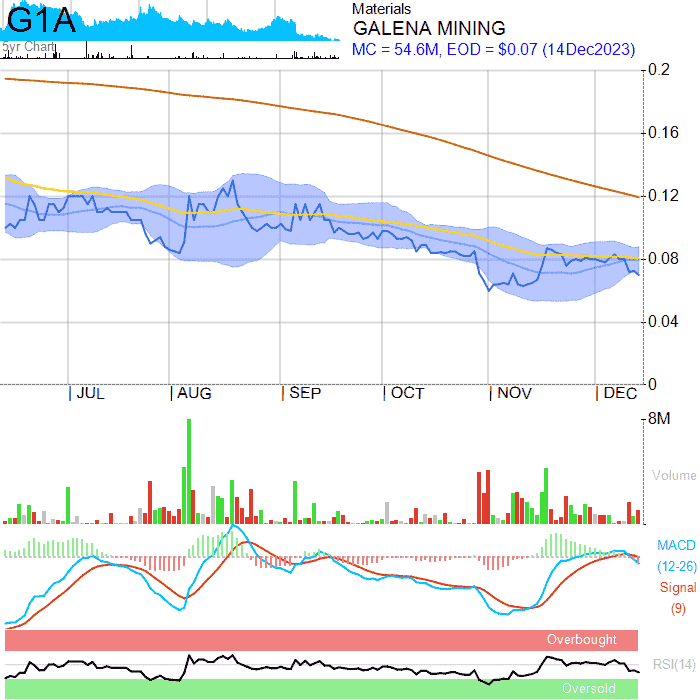 G1A
5yr Chart
Materials
GALENA MINING
MC = 54.6M, EOD = $0.07 (14Dec2023)
0.2
0.16
0.12
0.08
0.04
0
JUL AUG SEP OCT NOV DEC
8M
Volume
MACD
(12-26)
Signal
(9)
Overbought
RSI(14)
Oversold